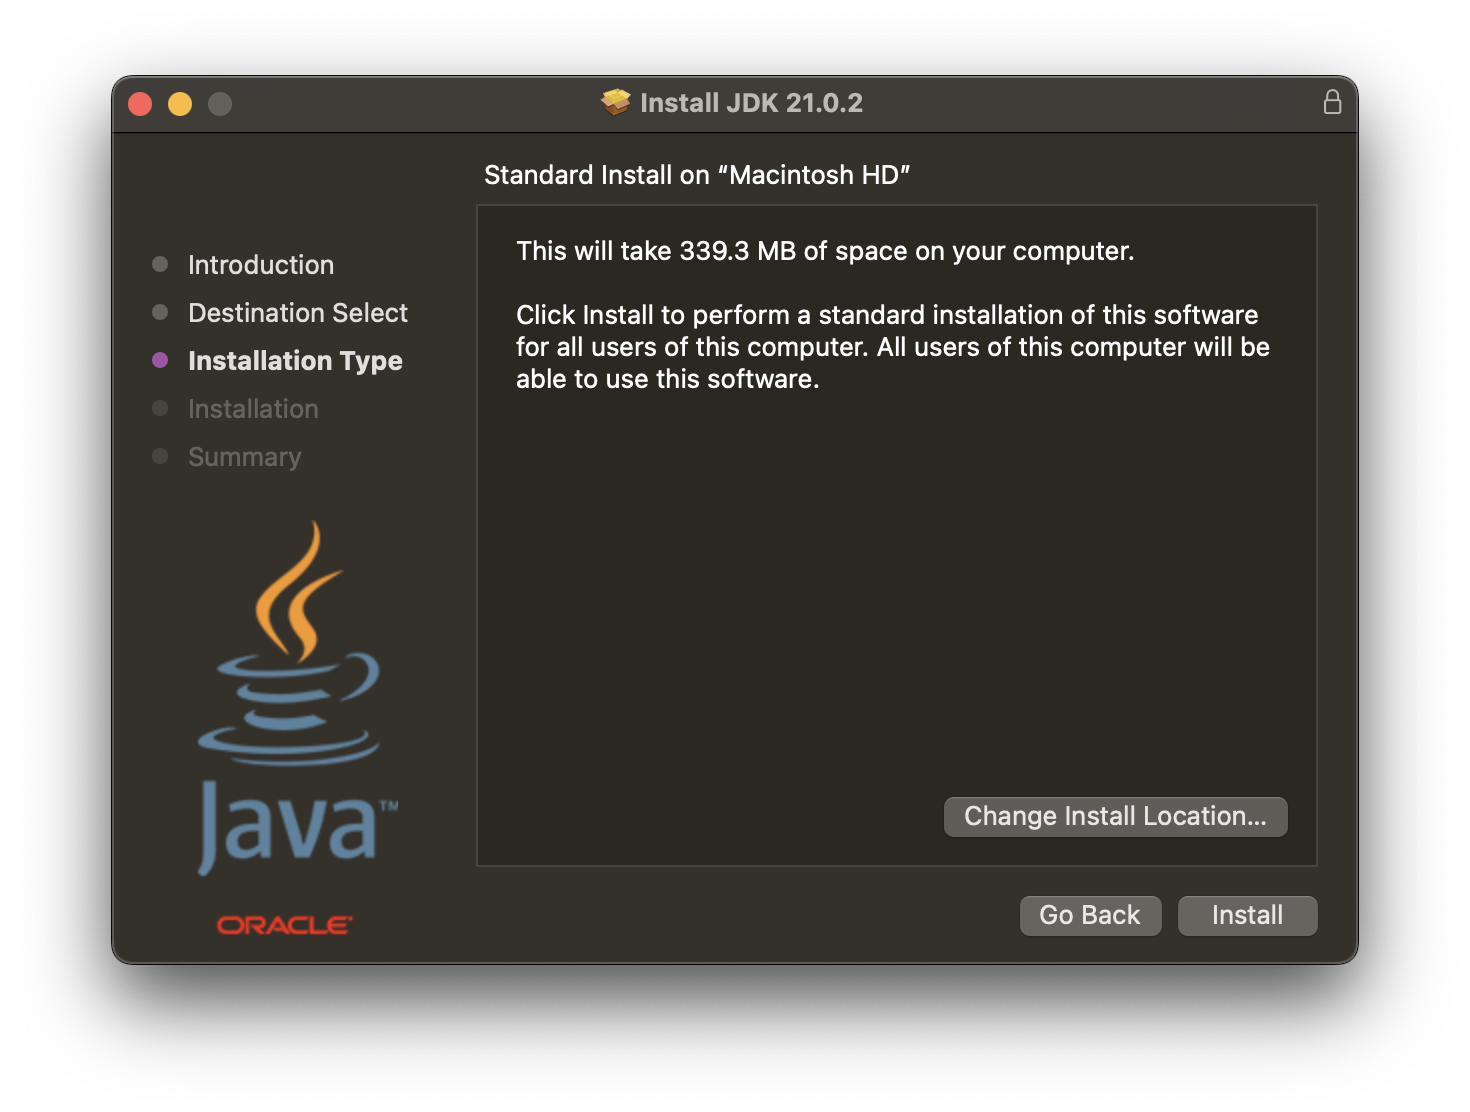 Install JDK 21.0.2
Standard Install on “Macintosh HD”
Introduction
Destination Select
Installation Type
Installation
Summary
This will take 339.3 MB of space on your computer.
Click Install to perform a standard installation of this software
for all users of this computer. All users of this computer will be
able to use this software.
Java™
ORACLE
Change Install Location...
Go Back
Install